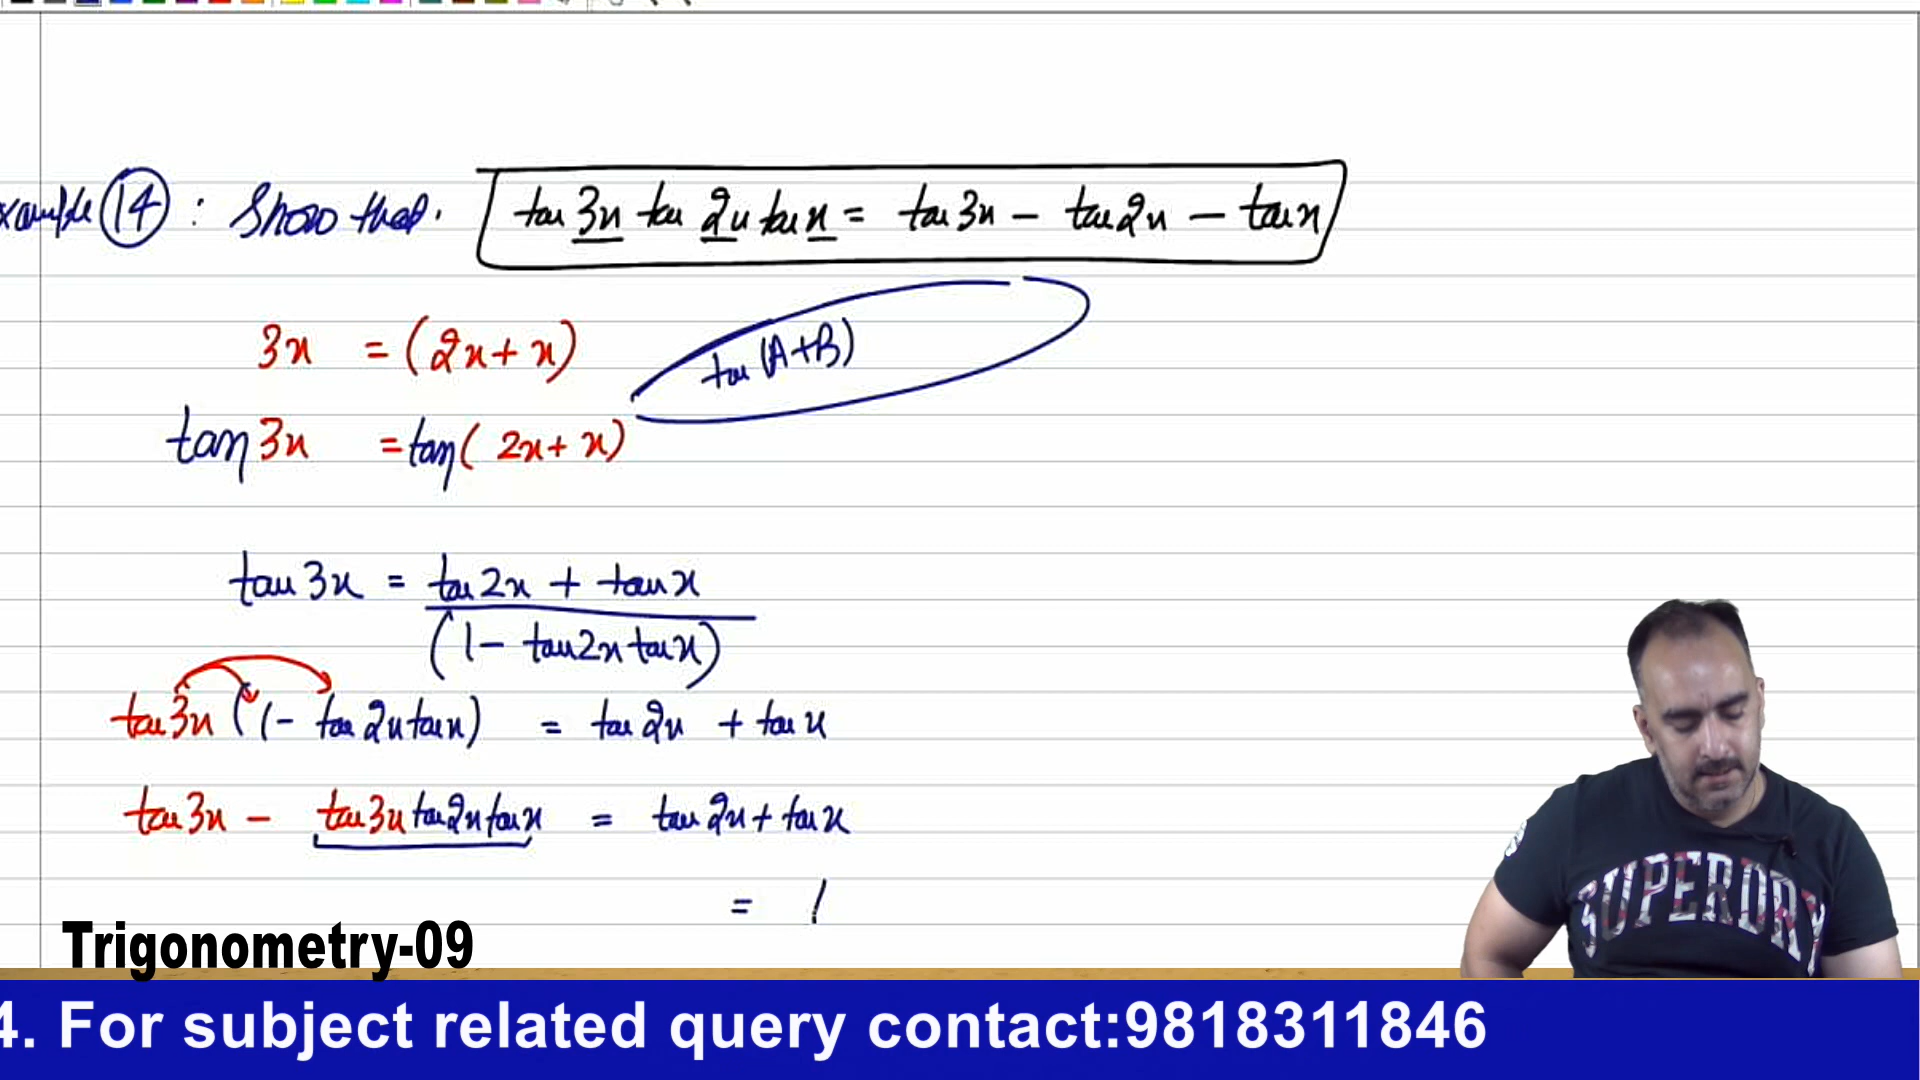 xample 14 : Show that. tan 3x tan 2x tan x = tan 3x - tan 2x - tan x
3x = (2x + x)
tan (A+B)
tan 3x = tan ( 2x + x)
tan 3x = tan 2x + tan x
(1 - tan 2x tan x)
tan 3x (1 - tan 2x tan x) = tan 2x + tan x
tan 3x - tan 3x tan 2x tan x = tan 2x + tan x
= (
Trigonometry-09
4. For subject related query contact:9818311846
SUPERDRY